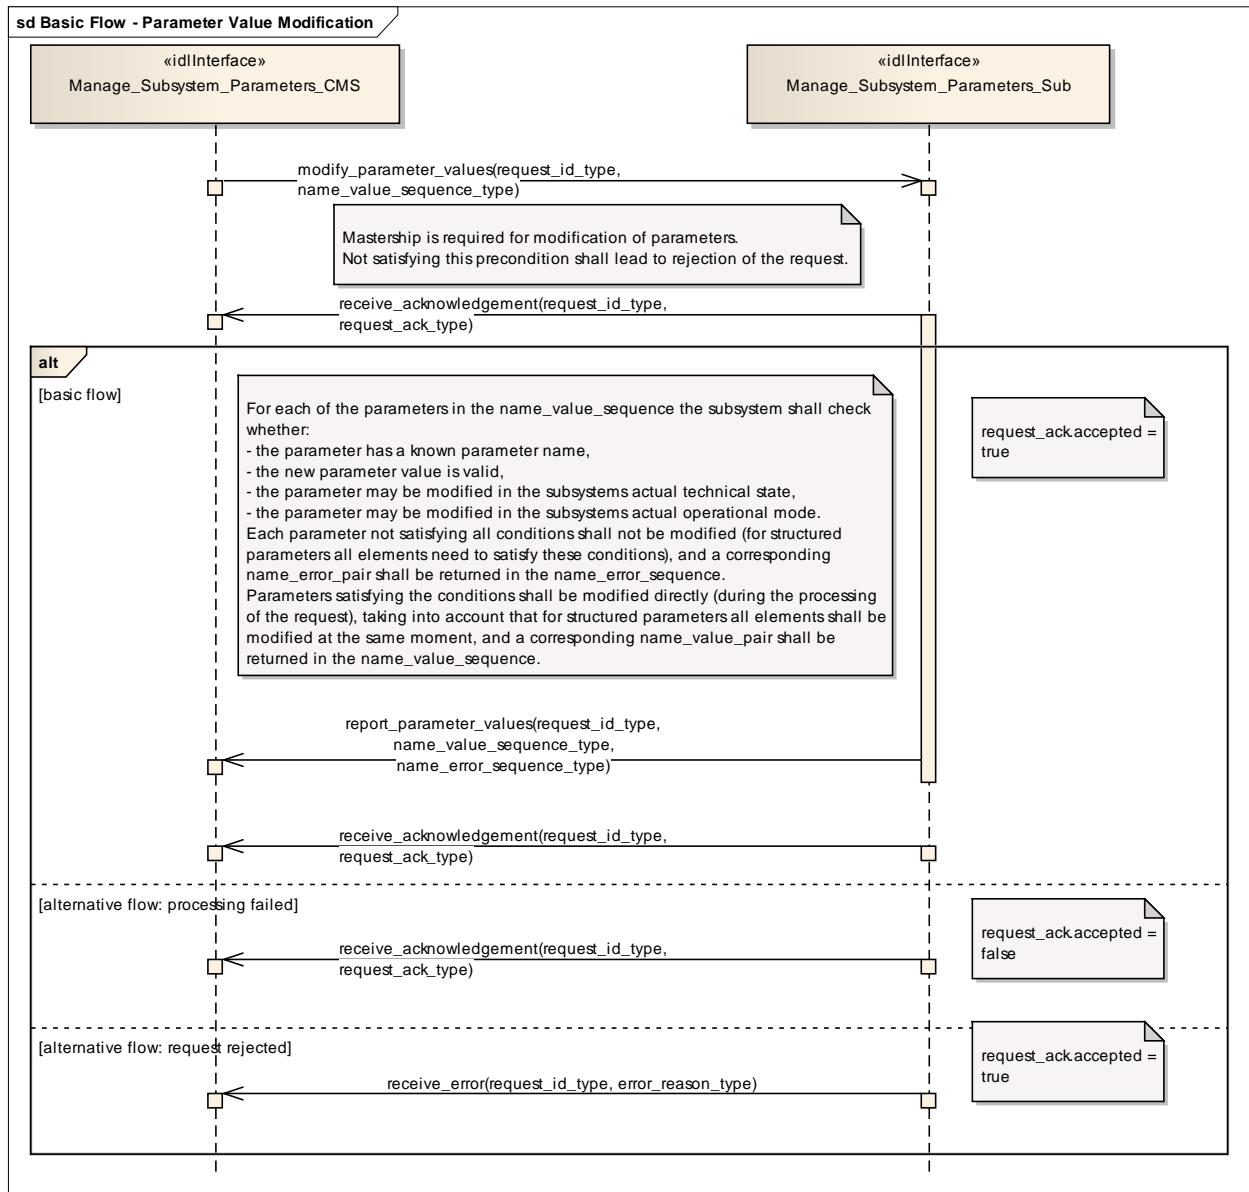 sd Basic Flow - Parameter Value Modification
«idlInterface»
Manage_Subsystem_Parameters_CMS
«idlInterface»
Manage_Subsystem_Parameters_Sub
modify_parameter_values(request_id_type,
name_value_sequence_type)
Mastership is required for modification of parameters.
Not satisfying this precondition shall lead to rejection of the request.
receive_acknowledgement(request_id_type,
request_ack_type)
alt
[basic flow]
For each of the parameters in the name_value_sequence the subsystem shall check
whether:
- the parameter has a known parameter name,
- the new parameter value is valid,
- the parameter may be modified in the subsystems actual technical state,
- the parameter may be modified in the subsystems actual operational mode.
Each parameter not satisfying all conditions shall not be modified (for structured
parameters all elements need to satisfy these conditions), and a corresponding
name_error_pair shall be returned in the name_error_sequence.
Parameters satisfying the conditions shall be modified directly (during the processing
of the request), taking into account that for structured parameters all elements shall be
modified at the same moment, and a corresponding name_value_pair shall be
returned in the name_value_sequence.
request_ack.accepted =
true
report_parameter_values(request_id_type,
name_value_sequence_type,
name_error_sequence_type)
receive_acknowledgement(request_id_type,
request_ack_type)
[alternative flow: processing failed]
receive_acknowledgement(request_id_type,
request_ack_type)
request_ack.accepted =
false
[alternative flow: request rejected]
receive_error(request_id_type, error_reason_type)
request_ack.accepted =
true